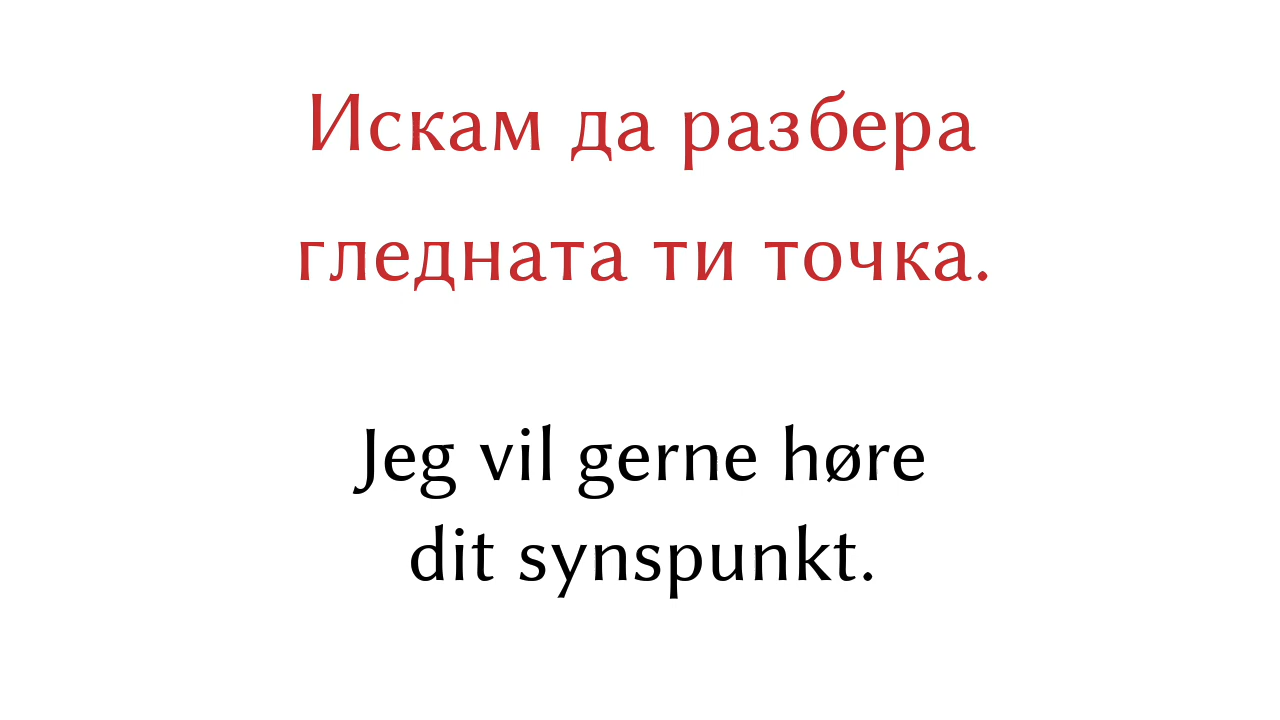 Искам да разбера
гледната ти точка.
Jeg vil gerne høre
dit synspunkt.